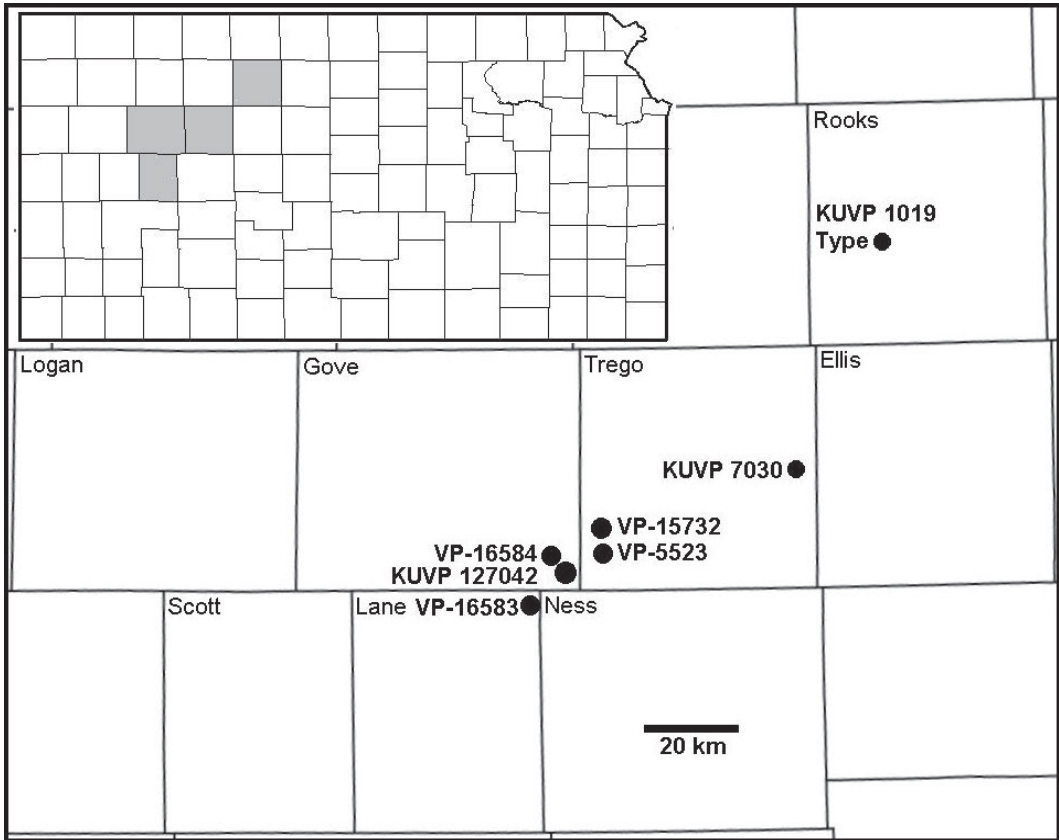 Rooks
KUVP 1019
Type
Logan
Gove
Trego
Ellis
KUVP 7030
VP-15732
VP-16584
VP-5523
KUVP 127042
Scott
Lane
VP-16583
Ness
20 km